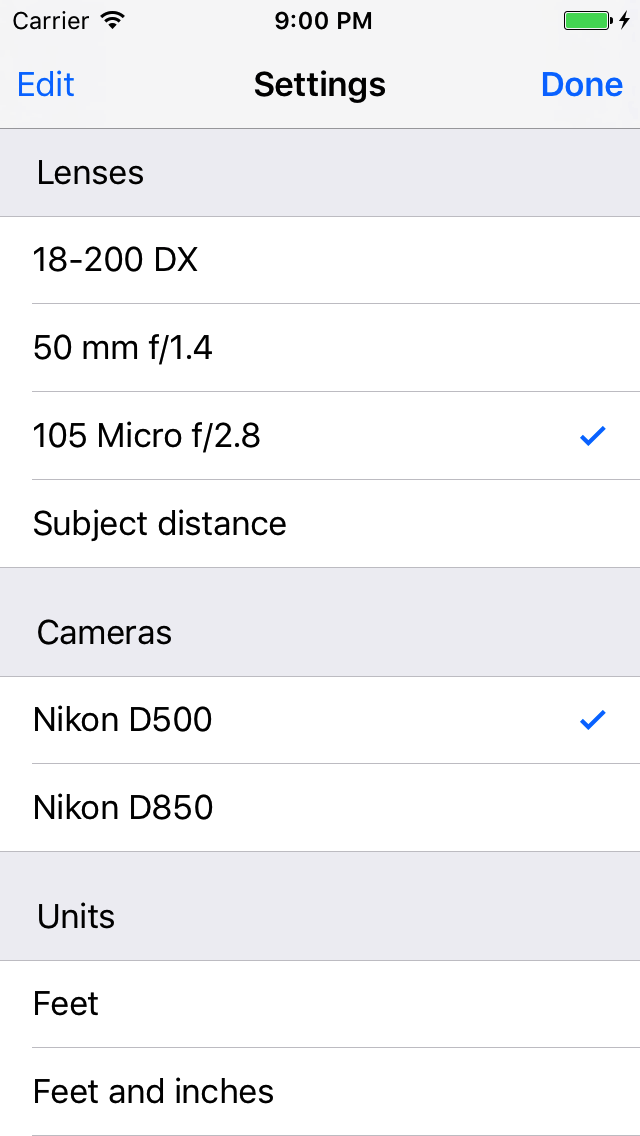 Carrier 9:00 PM
Edit Settings Done
Lenses
18-200 DX
50 mm f/1.4
105 Micro f/2.8
Subject distance
Cameras
Nikon D500
Nikon D850
Units
Feet
Feet and inches